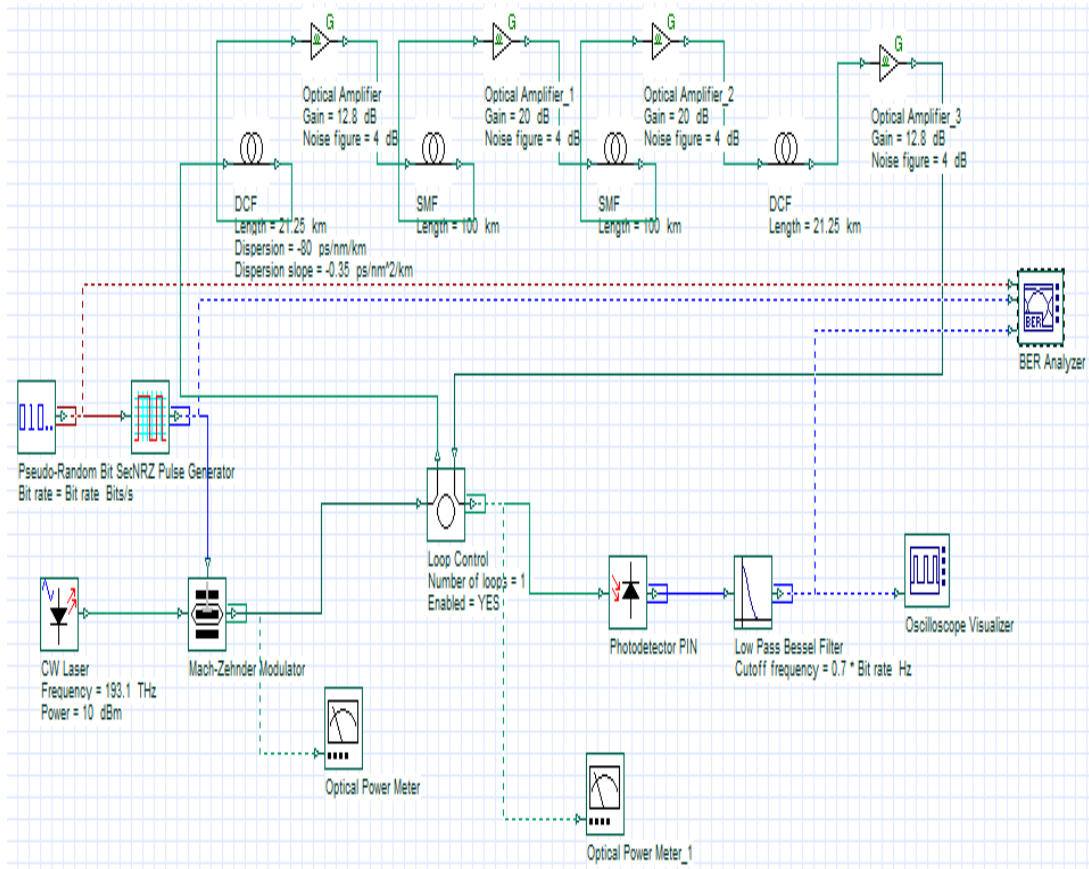 G
Optical Amplifier
Gain = 12.8 dB
Noise figure = 4 dB
G
Optical Amplifier_1
Gain = 20 dB
Noise figure = 4 dB
G
Optical Amplifier_2
Gain = 20 dB
Noise figure = 4 dB
G
Optical Amplifier_3
Gain = 12.8 dB
Noise figure = 4 dB
DCF
Length = 21.25 km
Dispersion = -80 ps/nm/km
Dispersion slope = -0.35 ps/nm^2/km
SMF
Length = 100 km
SMF
Length = 100 km
DCF
Length = 21.25 km
BER
BER Analyzer
010..
Pseudo-Random Bit Se
Bit rate = Bit rate Bits/s
NRZ Pulse Generator
Loop Control
Number of loops = 1
Enabled = YES
CW Laser
Frequency = 193.1 THz
Power = 10 dBm
Mach-Zehnder Modulator
Photodetector PIN
Low Pass Bessel Filter
Cutoff frequency = 0.7 * Bit rate Hz
Oscilloscope Visualizer
Optical Power Meter
Optical Power Meter_1